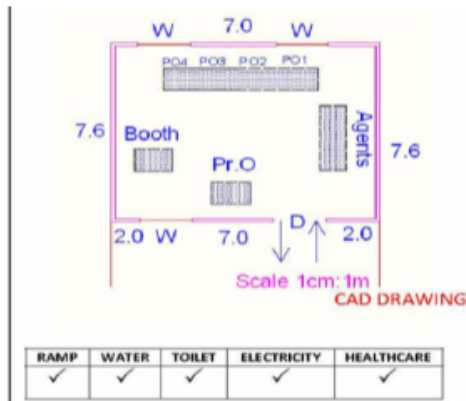 W 7.0 W
PO4 PO3 PO2 PO1
7.6 Booth Agents 7.6
Pr.O
2.0 W 7.0 D 2.0
Scale 1cm:1m
CAD DRAWING
RAMP WATER TOILET ELECTRICITY HEALTHCARE
✓ ✓ ✓ ✓ ✓